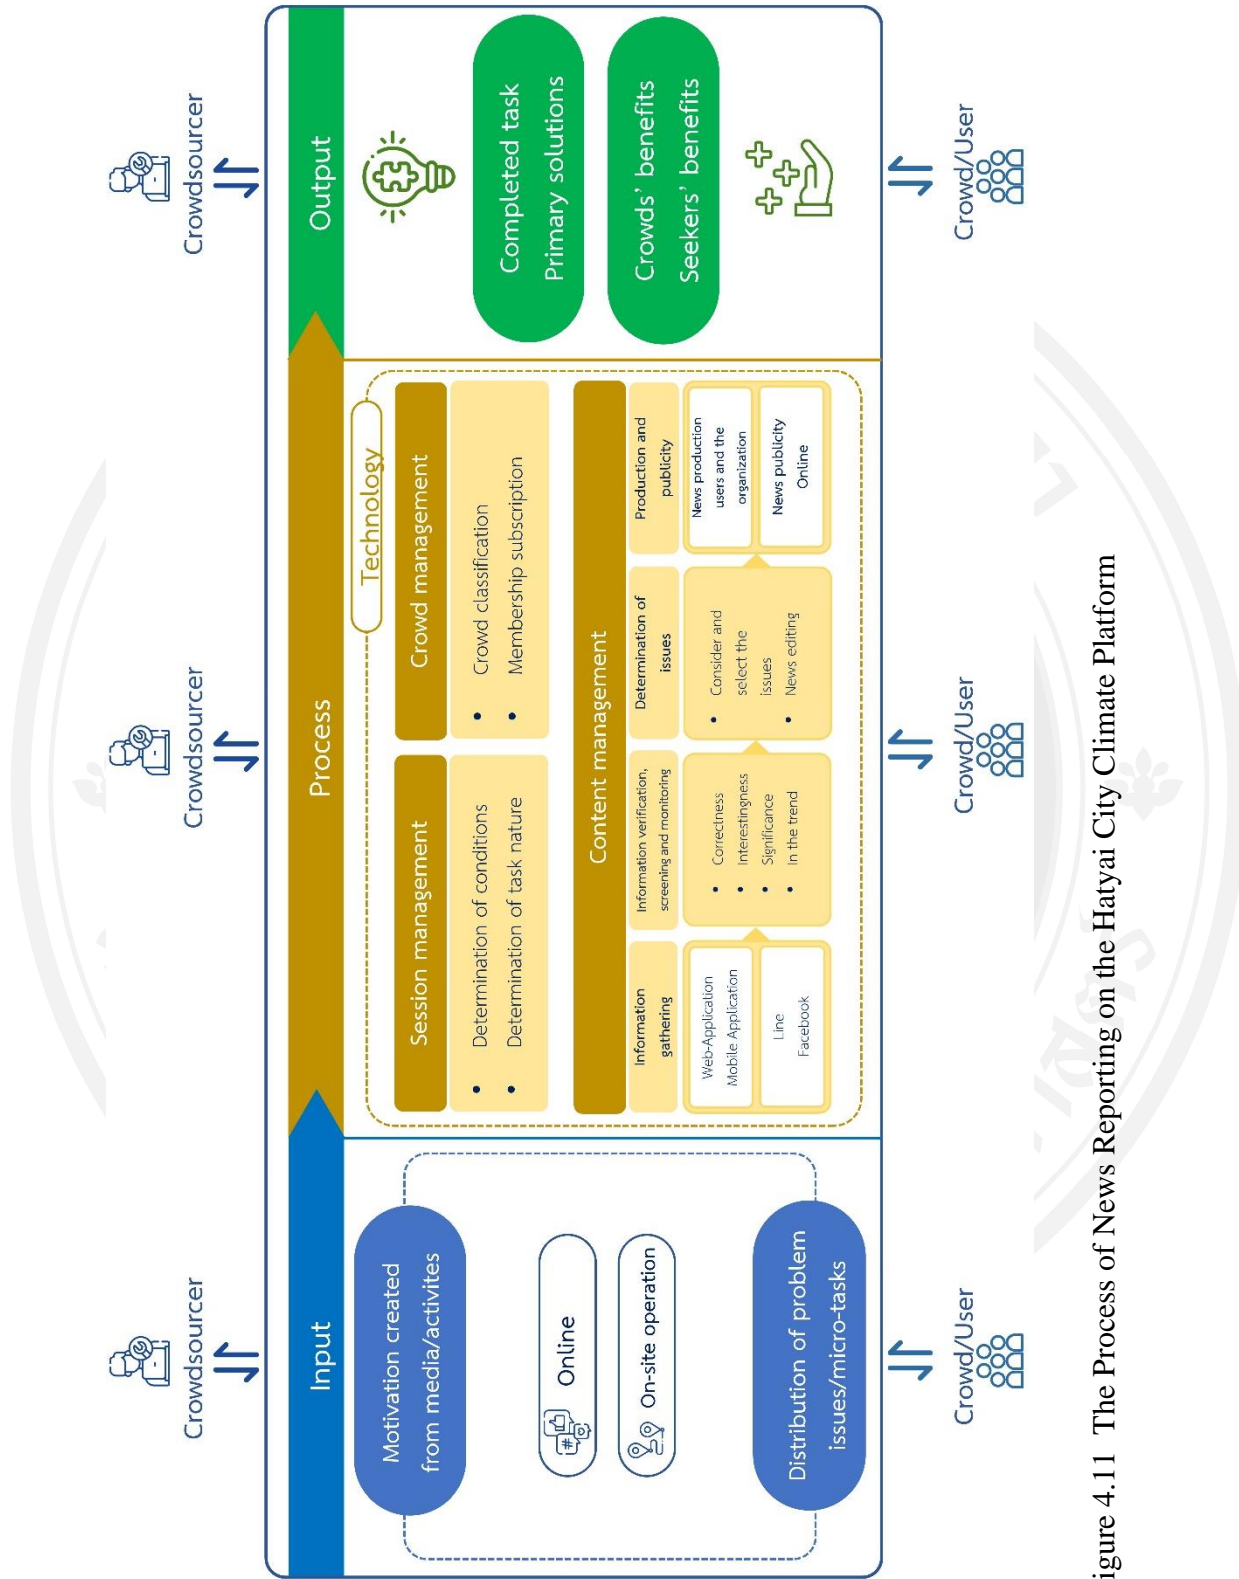 Crowdsourcer
Crowdsourcer
Crowdsourcer
Input
Process
Output
Motivation created
from media/activites
Online
#
On-site operation
Distribution of problem
issues/micro-tasks
Technology
Session management
• Determination of conditions
• Determination of task nature
Crowd management
• Crowd classification
• Membership subscription
Content management
Information
gathering
Web-Application
Mobile Application
Line
Facebook
Information verification,
screening and monitoring
• Correctness
• Interestingness
• Significance
• In the trend
Determination of
issues
• Consider and
select the
issues
• News editing
Production and
publicity
News production
users and the
organization
News publicity
Online
Completed task
Primary solutions
Crowds’ benefits
Seekers’ benefits
Crowd/User
Crowd/User
Crowd/User
igure 4.11 The Process of News Reporting on the Hatyai City Climate Platform